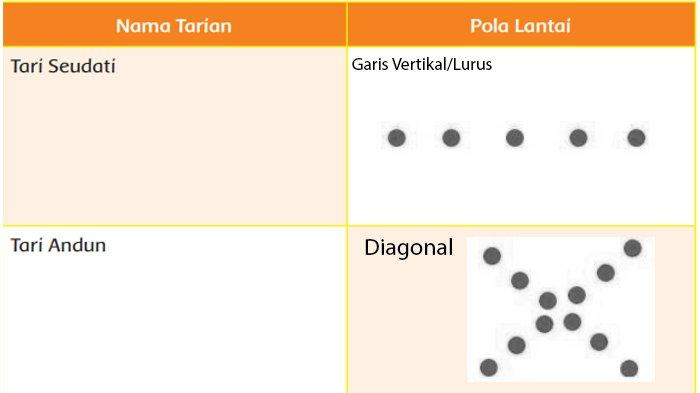 Nama Tarian
Pola Lantai
Tari Seudati
Garis Vertikal/Lurus
Tari Andun
Diagonal